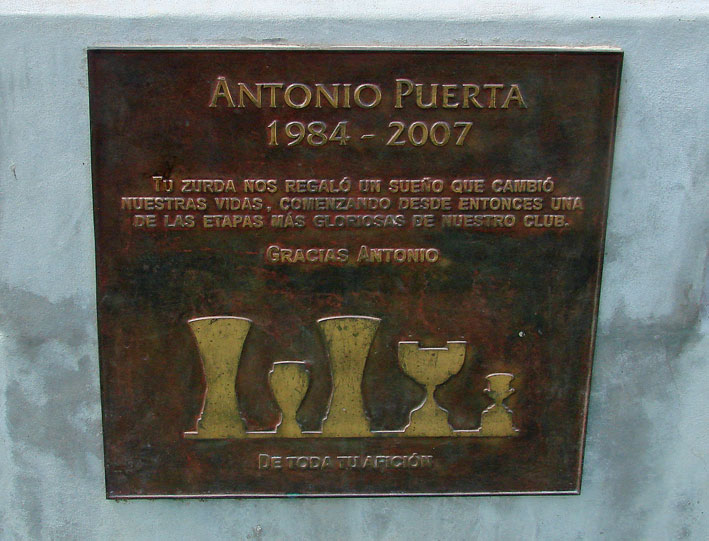 ANTONIO PUERTA
1984 - 2007
TU ZURDA NOS REGALÓ UN SUEÑO QUE CAMBIÓ
NUESTRAS VIDAS, COMENZANDO DESDE ENTONCES UNA
DE LAS ETAPAS MÁS GLORIOSAS DE NUESTRO CLUB.
GRACIAS ANTONIO
DE TODA TU AFICIÓN